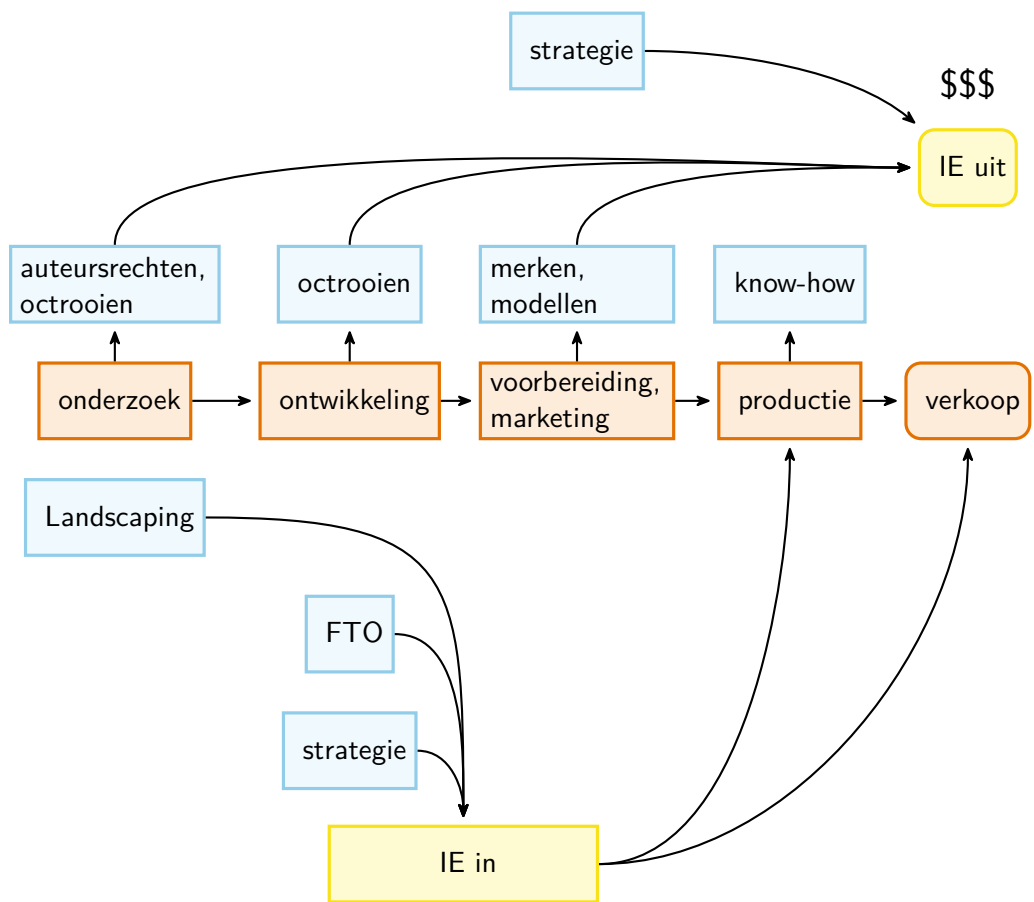 strategie
$$$
IE uit
auteursrechten,
octrooien
octrooien
merken,
modellen
know-how
onderzoek
ontwikkeling
voorbereiding,
marketing
productie
verkoop
Landscaping
FTO
strategie
IE in